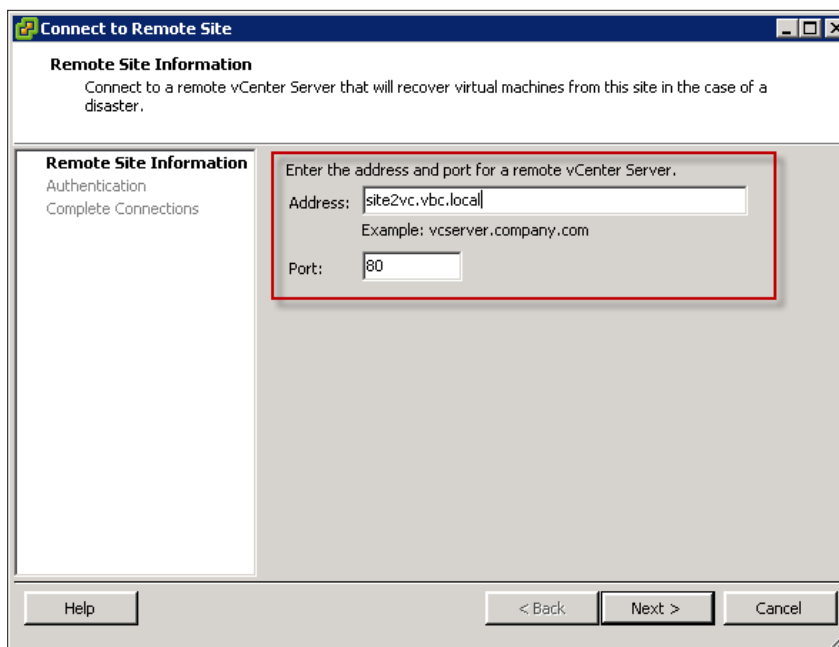 Connect to Remote Site
Remote Site Information
Connect to a remote vCenter Server that will recover virtual machines from this site in the case of a
disaster.
Remote Site Information
Authentication
Complete Connections
Enter the address and port for a remote vCenter Server.
Address: site2vc.vbc.local
Example: vcserver.company.com
Port: 80
Help < Back Next > Cancel